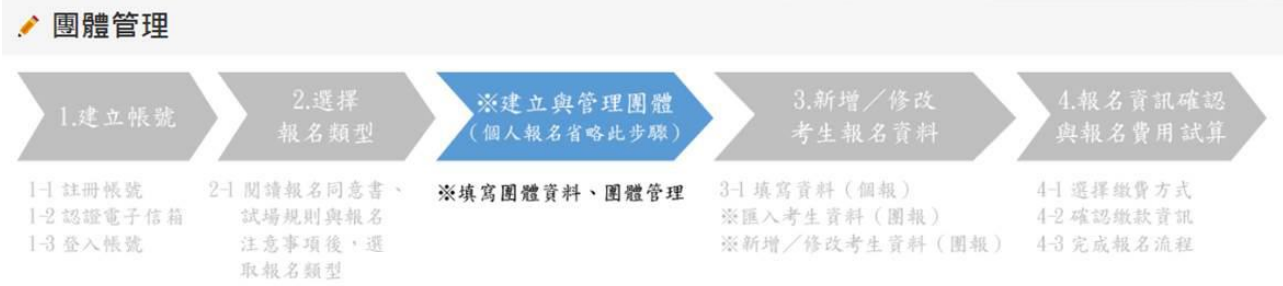 團體管理
1.建立帳號
2.選擇
報名類型
※建立與管理團體
(個人報名省略此步驟)
3.新增/修改
考生報名資料
4.報名資訊確認
與報名費用試算
1-1 註冊帳號
1-2 認證電子信箱
1-3 登入帳號
2-1 閱讀報名同意書、
試場規則與報名
注意事項後,選
取報名類型
※填寫團體資料、團體管理
3-1 填寫資料(個報)
※匯入考生資料(團報)
※新增/修改考生資料(團報)
4-1 選擇繳費方式
4-2 確認繳款資訊
4-3 完成報名流程